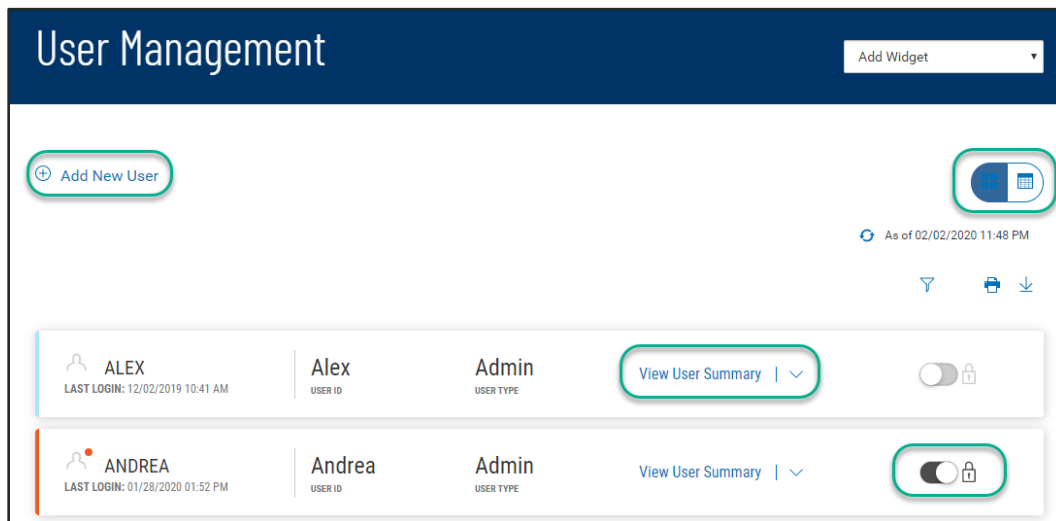 User Management
Add Widget
Add New User
As of 02/02/2020 11:48 PM
ALEX
LAST LOGIN: 12/02/2019 10:41 AM
Alex
USER ID
Admin
USER TYPE
View User Summary |
ANDREA
LAST LOGIN: 01/28/2020 01:52 PM
Andrea
USER ID
Admin
USER TYPE
View User Summary |